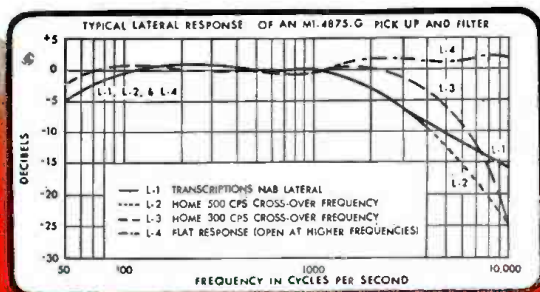 TYPICAL LATERAL RESPONSE OF AN MI-4875-G PICK UP AND FILTER
+5
0
-5
-10
-15
-20
-25
-30
DECIBELS
L-4
L-1, L-2, & L-4
L-3
L-1
L-2
L-1 TRANSCRIPTIONS NAB LATERAL
L-2 HOME 500 CPS CROSS-OVER FREQUENCY
L-3 HOME 300 CPS CROSS-OVER FREQUENCY
L-4 FLAT RESPONSE (OPEN AT HIGHER FREQUENCIES)
50 100 1000 10,000
FREQUENCY IN CYCLES PER SECOND